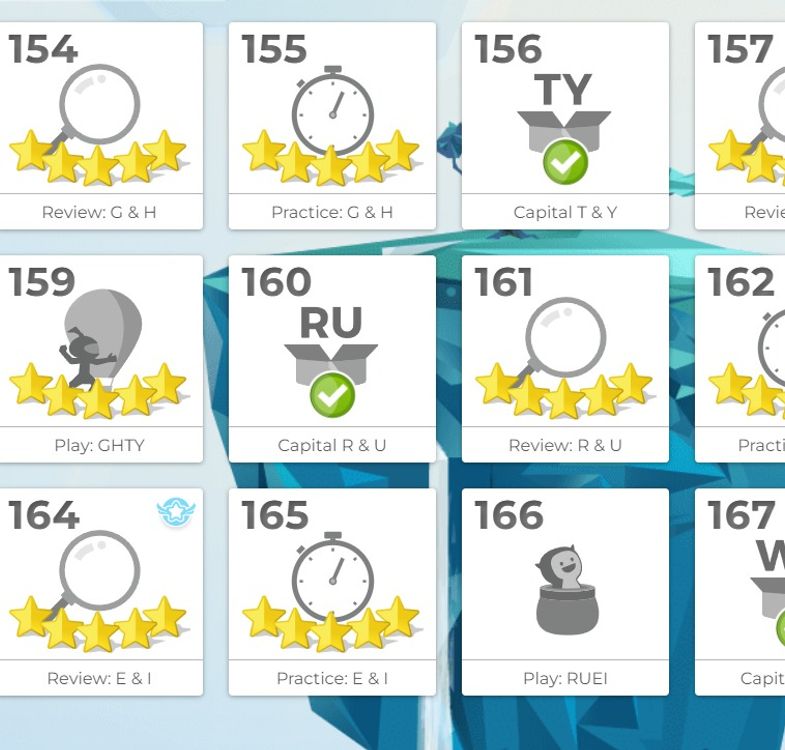 154
Review: G & H
155
Practice: G & H
156
TY
Capital T & Y
157
159
Play: GHTY
160
RU
Capital R & U
161
Review: R & U
162
164
Review: E & I
165
Practice: E & I
166
Play: RUEI
167